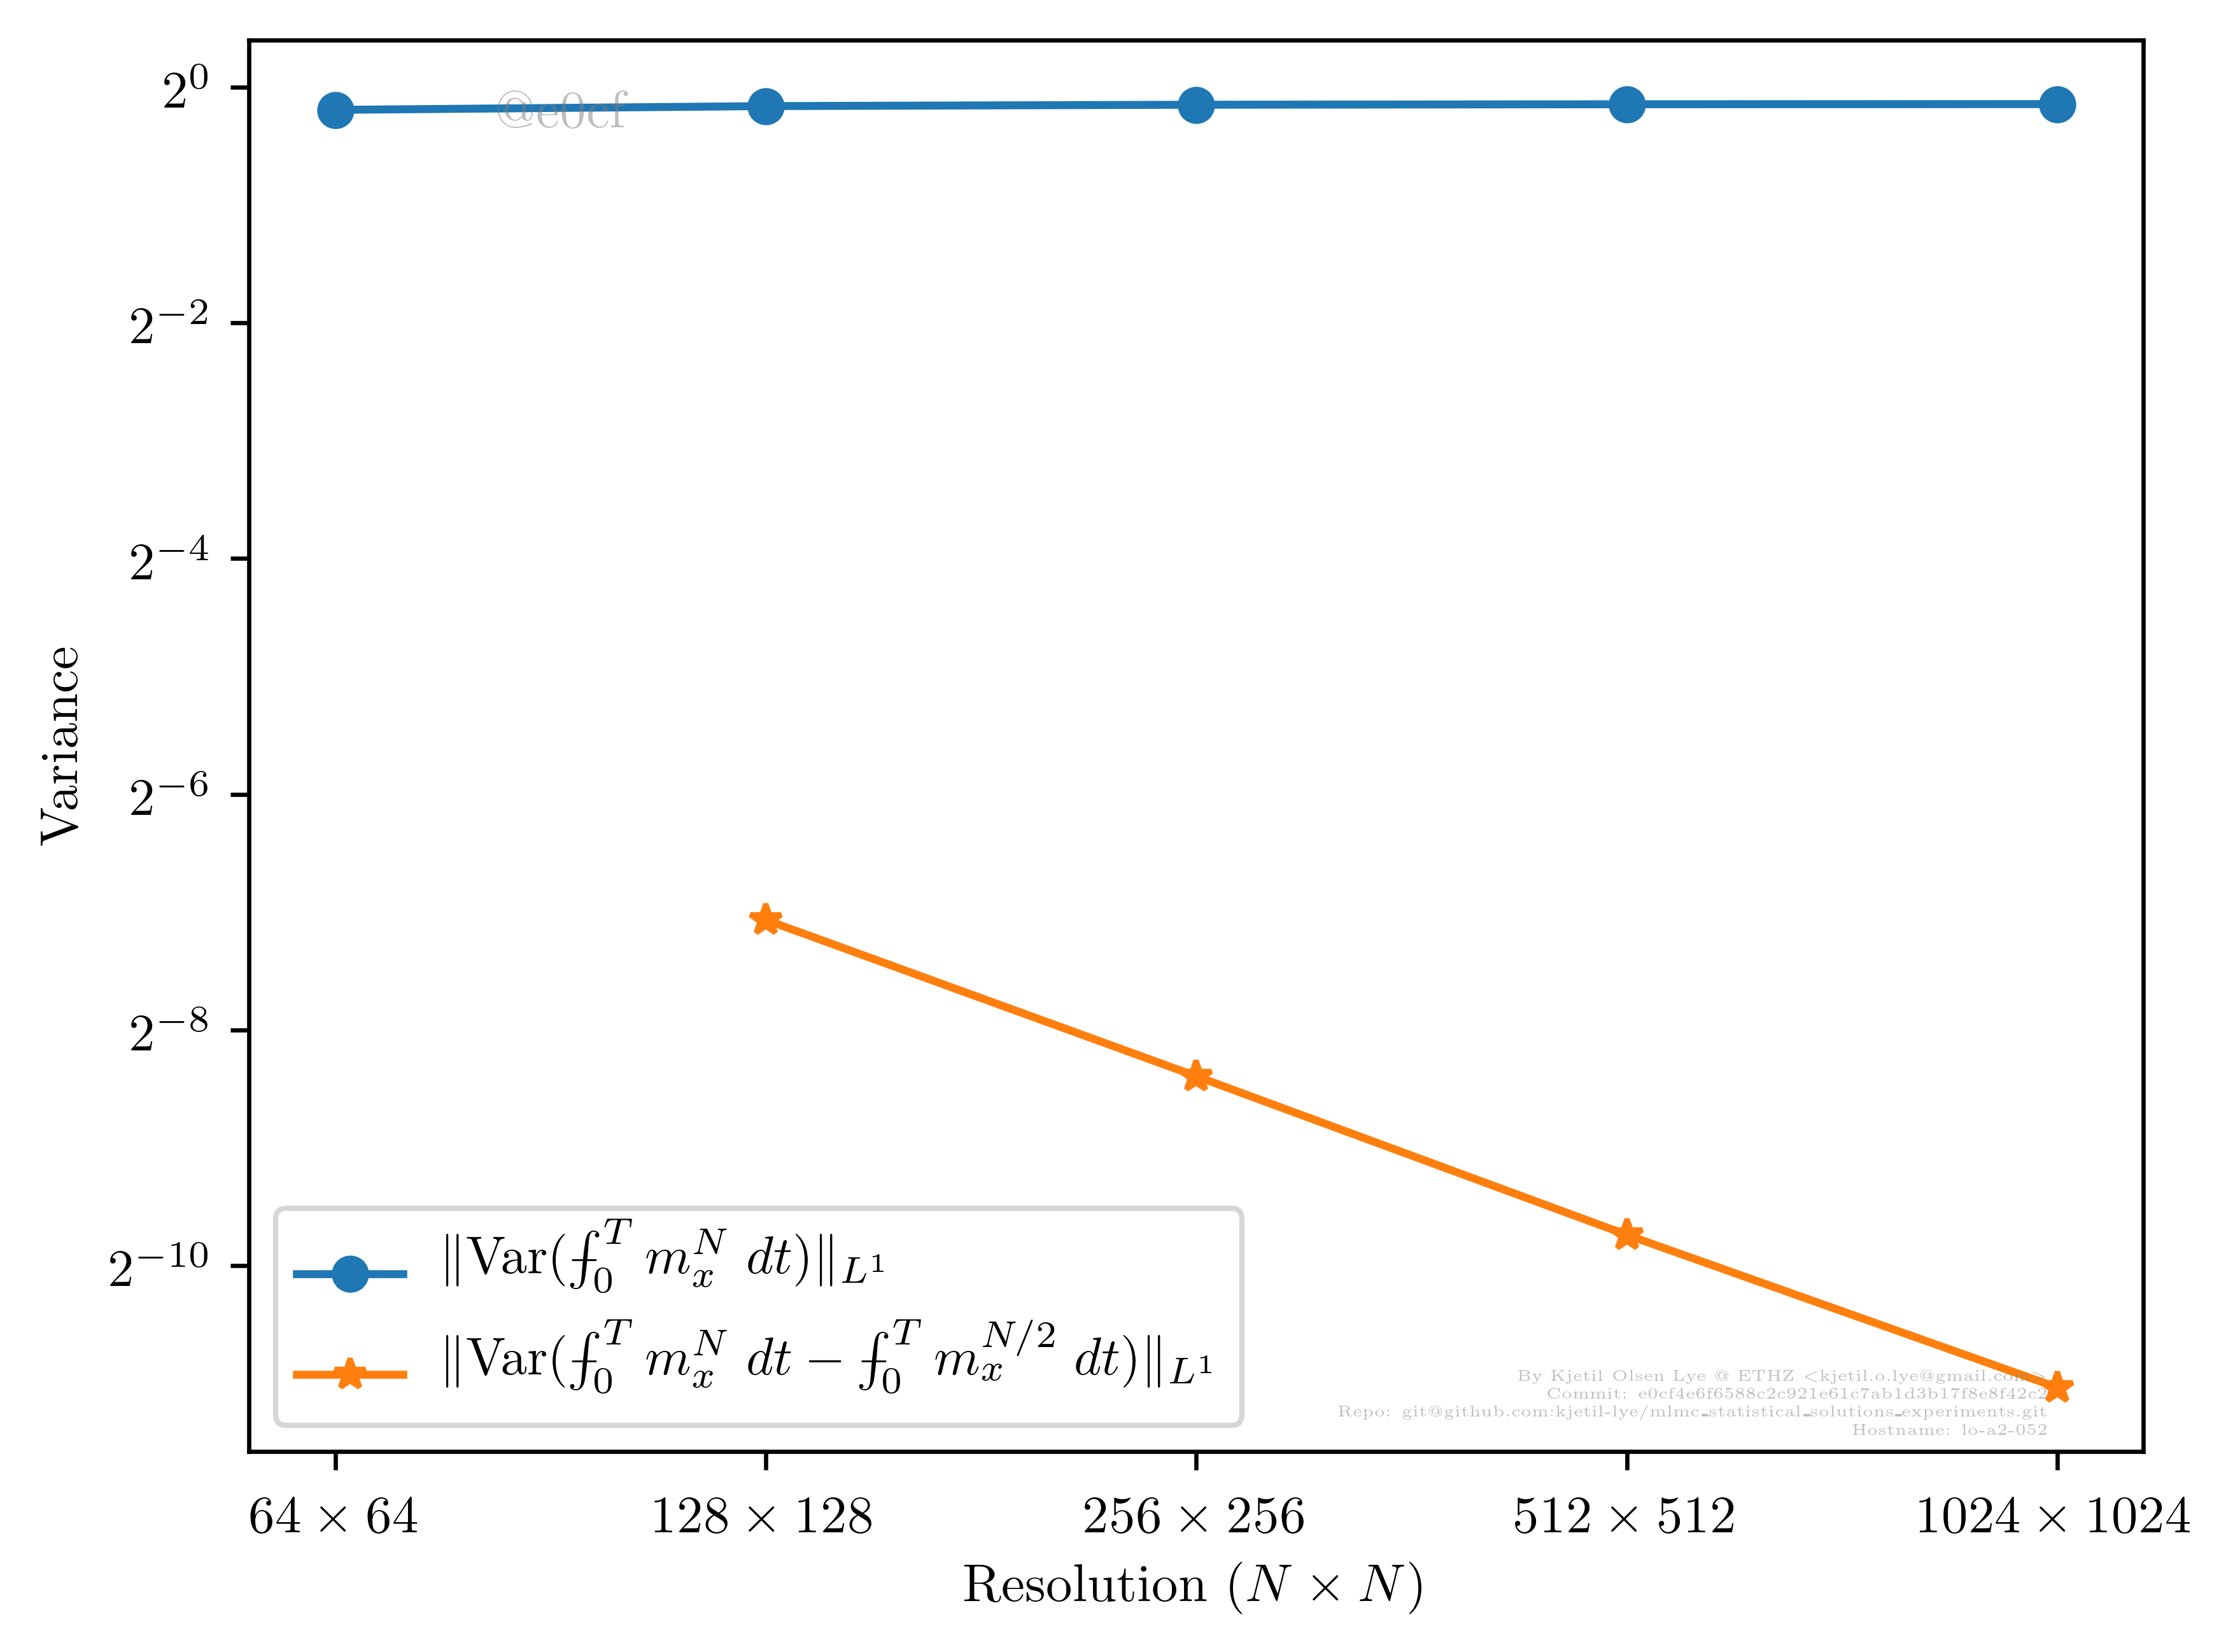 2^0
@e0cf
2^{-2}
2^{-4}
2^{-6}
2^{-8}
2^{-10}
Variance
‖Var(⨍_0^T m_x^N dt)‖_{L^1}
‖Var(⨍_0^T m_x^N dt − ⨍_0^T m_x^{N/2} dt)‖_{L^1}
By Kjetil Olsen Lye @ ETHZ <kjetil.o.lye@gmail.com>
Commit: e0cf4e6f6588c2c921e61c7ab1d3b17f8e8f42c2
Repo: git@github.com:kjetil-lye/mlmc_statistical_solutions_experiments.git
Hostname: lo-a2-052
64 × 64 128 × 128 256 × 256 512 × 512 1024 × 1024
Resolution (N × N)